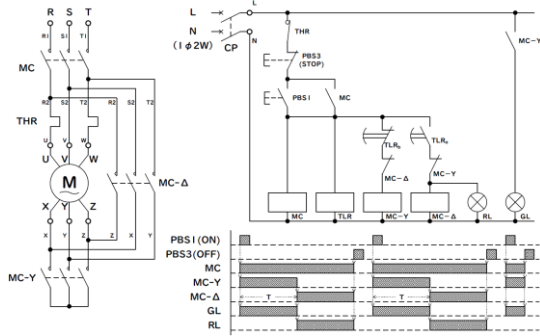 R S T
R1 S1 T1
MC
R2 S2 T2 R2 S2 T2
THR
U V W
U V W
M
MC-Δ
X Y Z
X Y Z Z X Y
MC-Y
L L
N N
(1φ2W) CP
THR
PBS3
(STOP)
PBS1 MC
MC-Y
TLRb TLRa
MC-Δ MC-Y
MC TLR MC-Y MC-Δ RL GL
PBS1(ON)
PBS3(OFF)
MC
MC-Y
MC-Δ T T
GL
RL